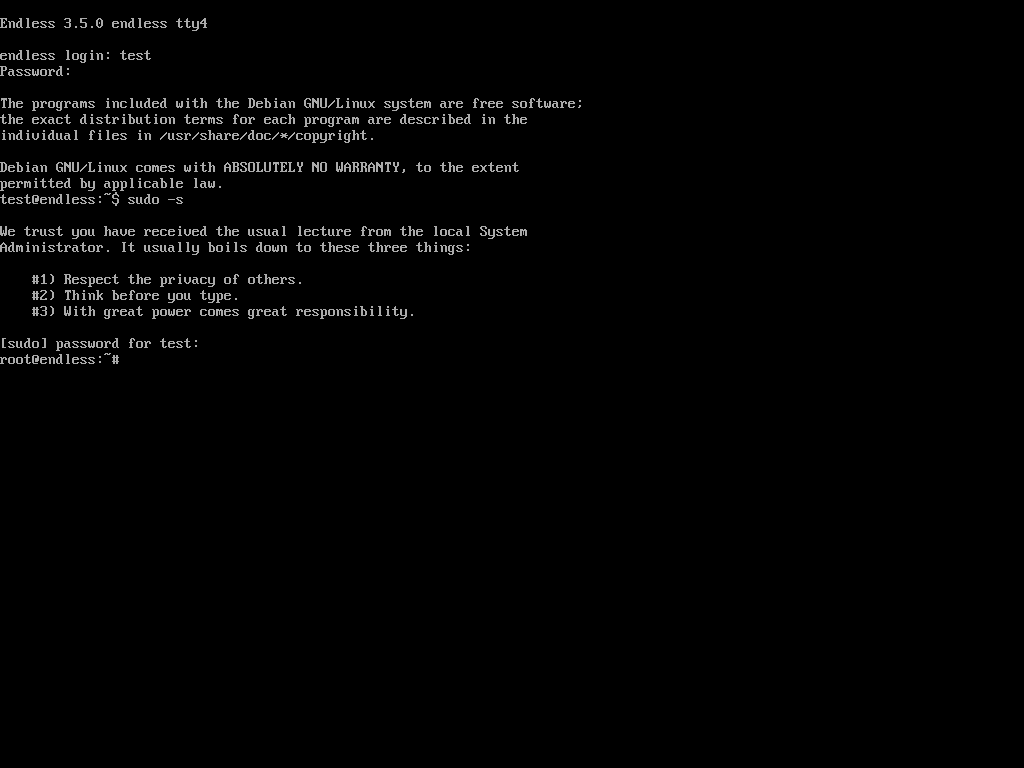 Endless 3.5.0 endless tty4
endless login: test
Password:
The programs included with the Debian GNU/Linux system are free software;
the exact distribution terms for each program are described in the
individual files in /usr/share/doc/*/copyright.
Debian GNU/Linux comes with ABSOLUTELY NO WARRANTY, to the extent
permitted by applicable law.
test@endless:~$ sudo -s
We trust you have received the usual lecture from the local System
Administrator. It usually boils down to these three things:
#1) Respect the privacy of others.
#2) Think before you type.
#3) With great power comes great responsibility.
[sudo] password for test:
root@endless:~#